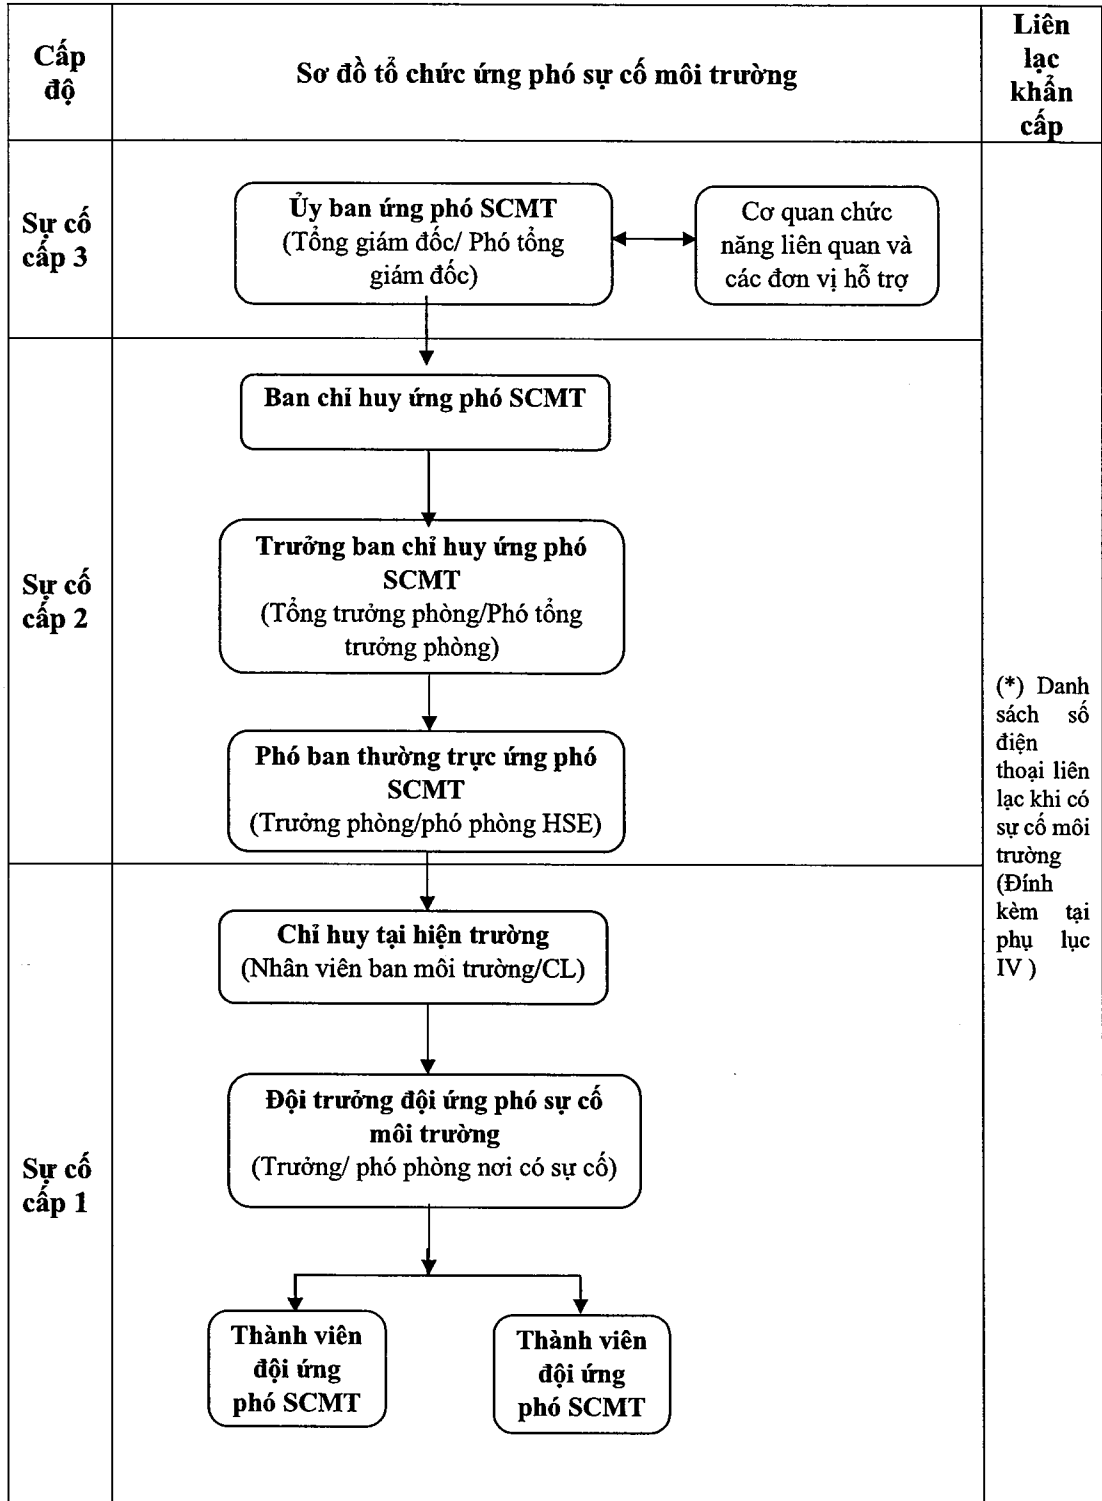 Cấp
độ
Sơ đồ tổ chức ứng phó sự cố môi trường
Liên
lạc
khẩn
cấp
Sự cố
cấp 3
Ủy ban ứng phó SCMT
(Tổng giám đốc/ Phó tổng
giám đốc)
Cơ quan chức
năng liên quan và
các đơn vị hỗ trợ
Sự cố
cấp 2
Ban chỉ huy ứng phó SCMT
Trưởng ban chỉ huy ứng phó
SCMT
(Tổng trưởng phòng/Phó tổng
trưởng phòng)
Phó ban thường trực ứng phó
SCMT
(Trưởng phòng/phó phòng HSE)
(*) Danh
sách số
điện
thoại liên
lạc khi có
sự cố môi
trường
(Đính
kèm tại
phụ lục
IV )
Sự cố
cấp 1
Chỉ huy tại hiện trường
(Nhân viên ban môi trường/CL)
Đội trưởng đội ứng phó sự cố
môi trường
(Trưởng/ phó phòng nơi có sự cố)
Thành viên
đội ứng
phó SCMT
Thành viên
đội ứng
phó SCMT